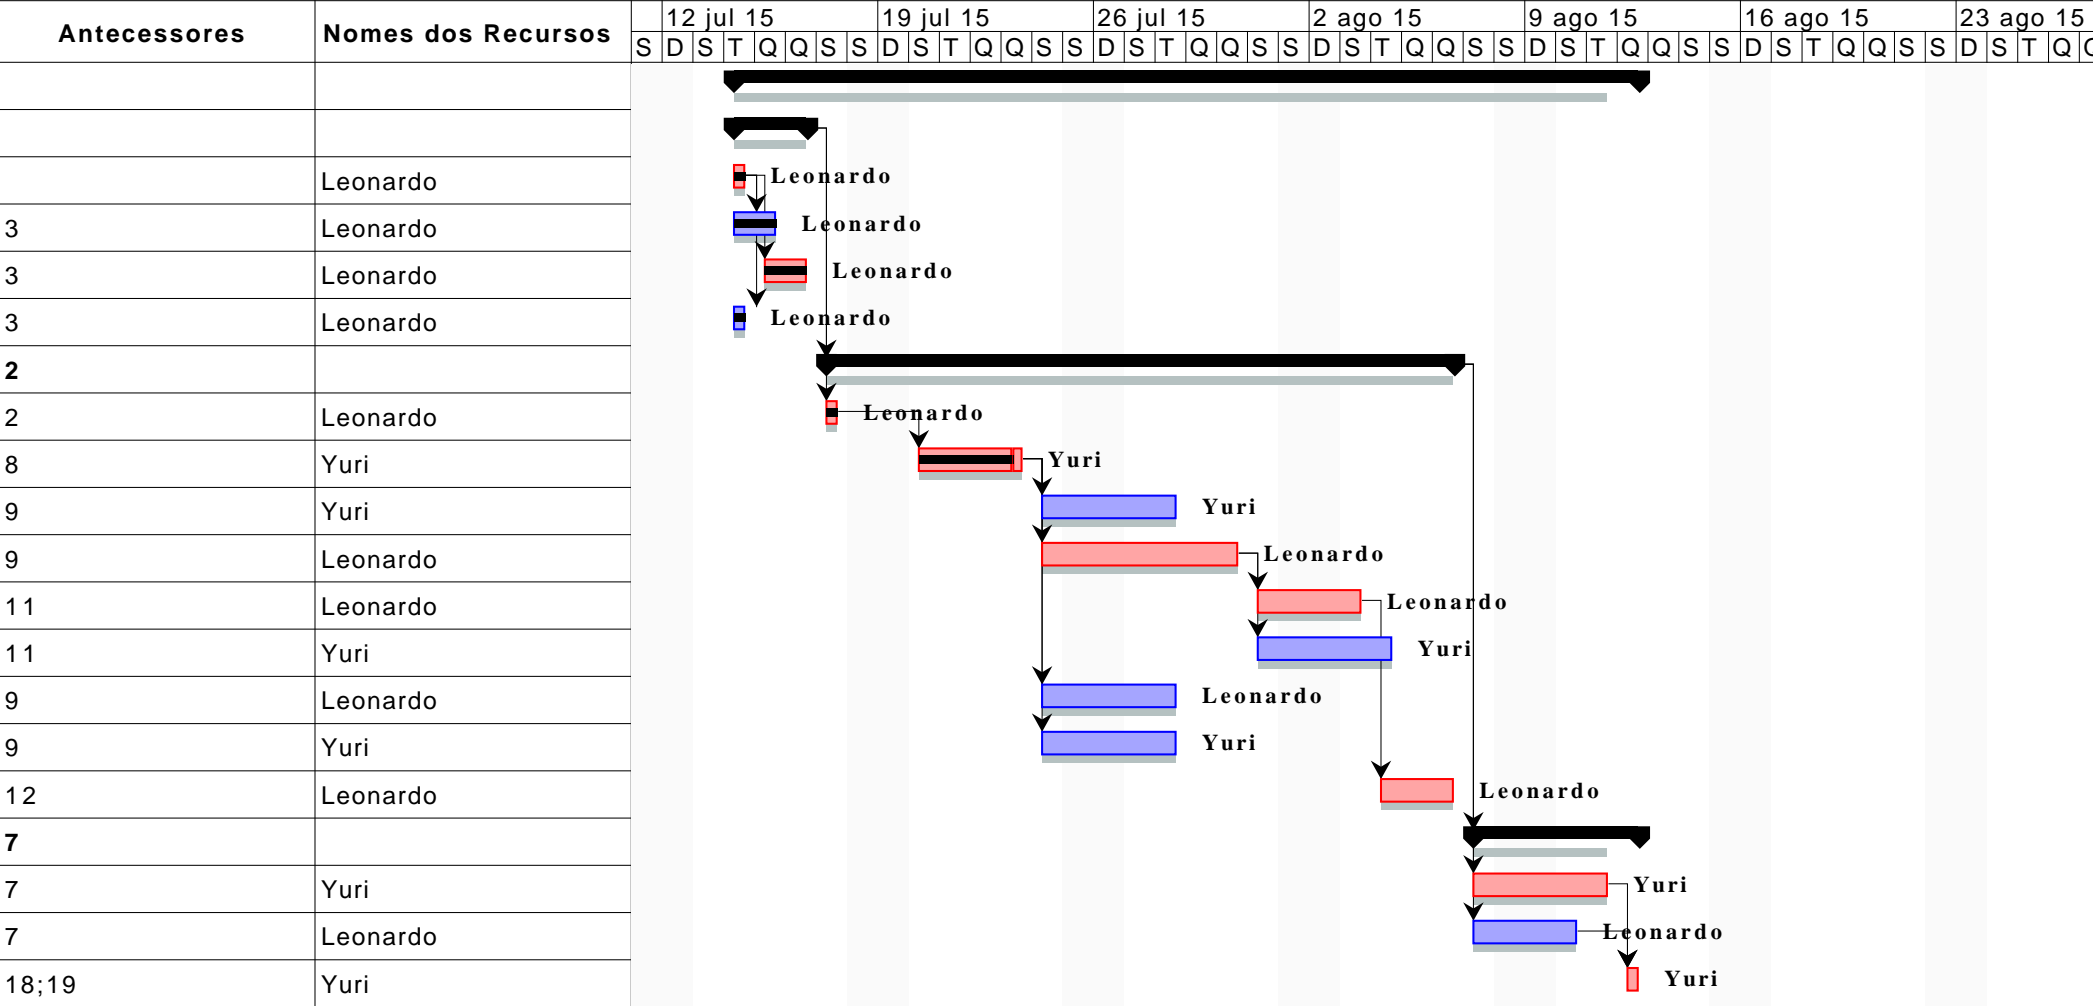 Antecessores Nomes dos Recursos 12 jul 15 19 jul 15 26 jul 15 2 ago 15 9 ago 15 16 ago 15 23 ago 15
S D S T Q Q S S D S T Q Q S S D S T Q Q S S D S T Q Q S S D S T Q Q S S D S T Q Q S S D S T Q Q
Leonardo Leonardo
3 Leonardo Leonardo
3 Leonardo Leonardo
3 Leonardo Leonardo
2
2 Leonardo Leonardo
8 Yuri Yuri
9 Yuri Yuri
9 Leonardo Leonardo
11 Leonardo Leonardo
11 Yuri Yuri
9 Leonardo Leonardo
9 Yuri Yuri
12 Leonardo Leonardo
7
7 Yuri Yuri
7 Leonardo Leonardo
18;19 Yuri Yuri